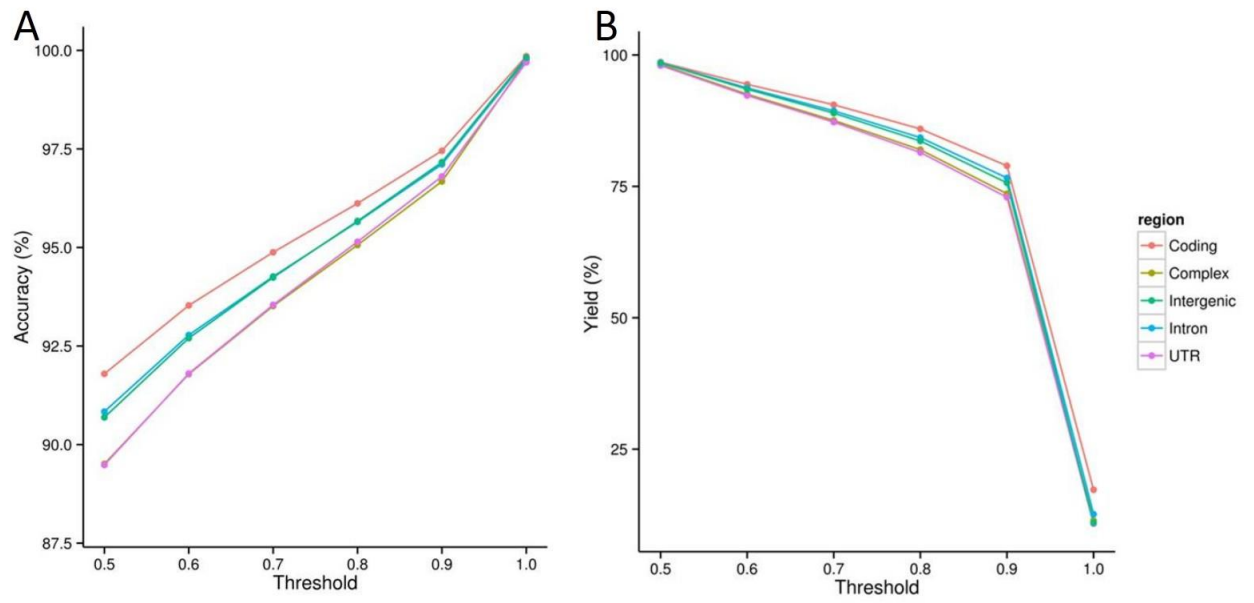 A
100.0
97.5
95.0
92.5
90.0
87.5
Accuracy (%)
0.5 0.6 0.7 0.8 0.9 1.0
Threshold
B
100
75
50
25
Yield (%)
0.5 0.6 0.7 0.8 0.9 1.0
Threshold
region
Coding
Complex
Intergenic
Intron
UTR